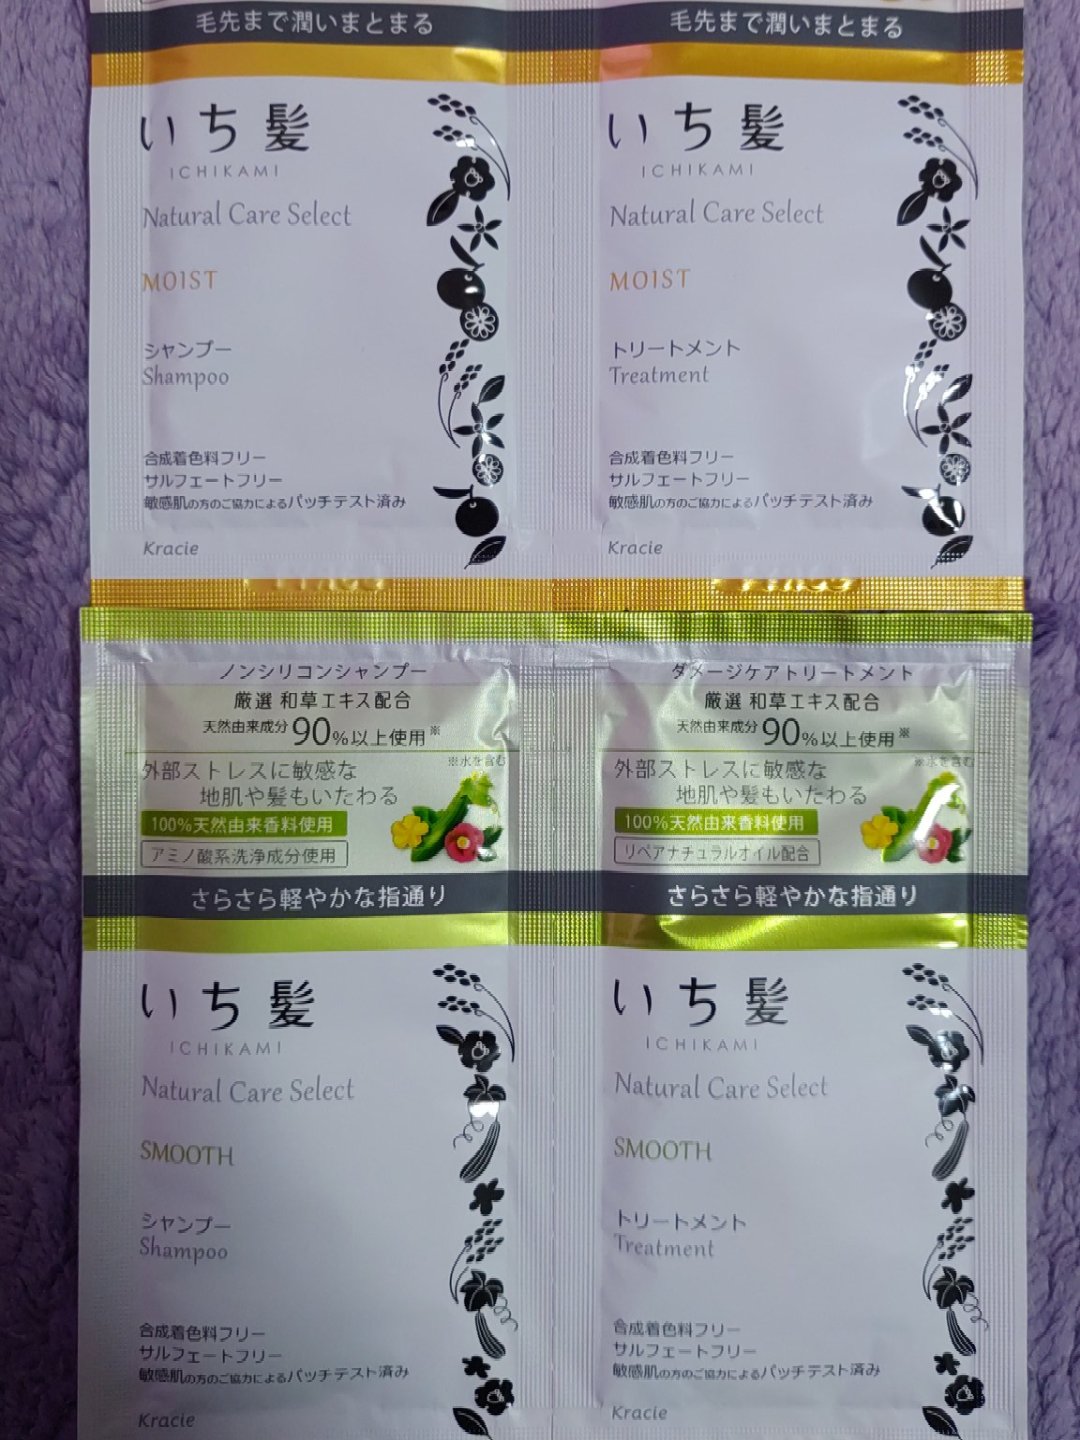 毛先まで潤いまとまる
いち髪
ICHIKAMI
Natural Care Select
MOIST
シャンプー
Shampoo
合成着色料フリー
サルフェートフリー
敏感肌の方のご協力によるパッチテスト済み
Kracie
毛先まで潤いまとまる
いち髪
ICHIKAMI
Natural Care Select
MOIST
トリートメント
Treatment
合成着色料フリー
サルフェートフリー
敏感肌の方のご協力によるパッチテスト済み
Kracie
ノンシリコンシャンプー
厳選 和草エキス配合
天然由来成分90%以上使用※
※水を含む
外部ストレスに敏感な
地肌や髪もいたわる
100%天然由来香料使用
アミノ酸系洗浄成分使用
さらさら軽やかな指通り
いち髪
ICHIKAMI
Natural Care Select
SMOOTH
シャンプー
Shampoo
合成着色料フリー
サルフェートフリー
敏感肌の方のご協力によるパッチテスト済み
Kracie
ダメージケアトリートメント
厳選 和草エキス配合
天然由来成分90%以上使用※
※水を含む
外部ストレスに敏感な
地肌や髪もいたわる
100%天然由来香料使用
リペアナチュラルオイル配合
さらさら軽やかな指通り
いち髪
ICHIKAMI
Natural Care Select
SMOOTH
トリートメント
Treatment
合成着色料フリー
サルフェートフリー
敏感肌の方のご協力によるパッチテスト済み
Kracie